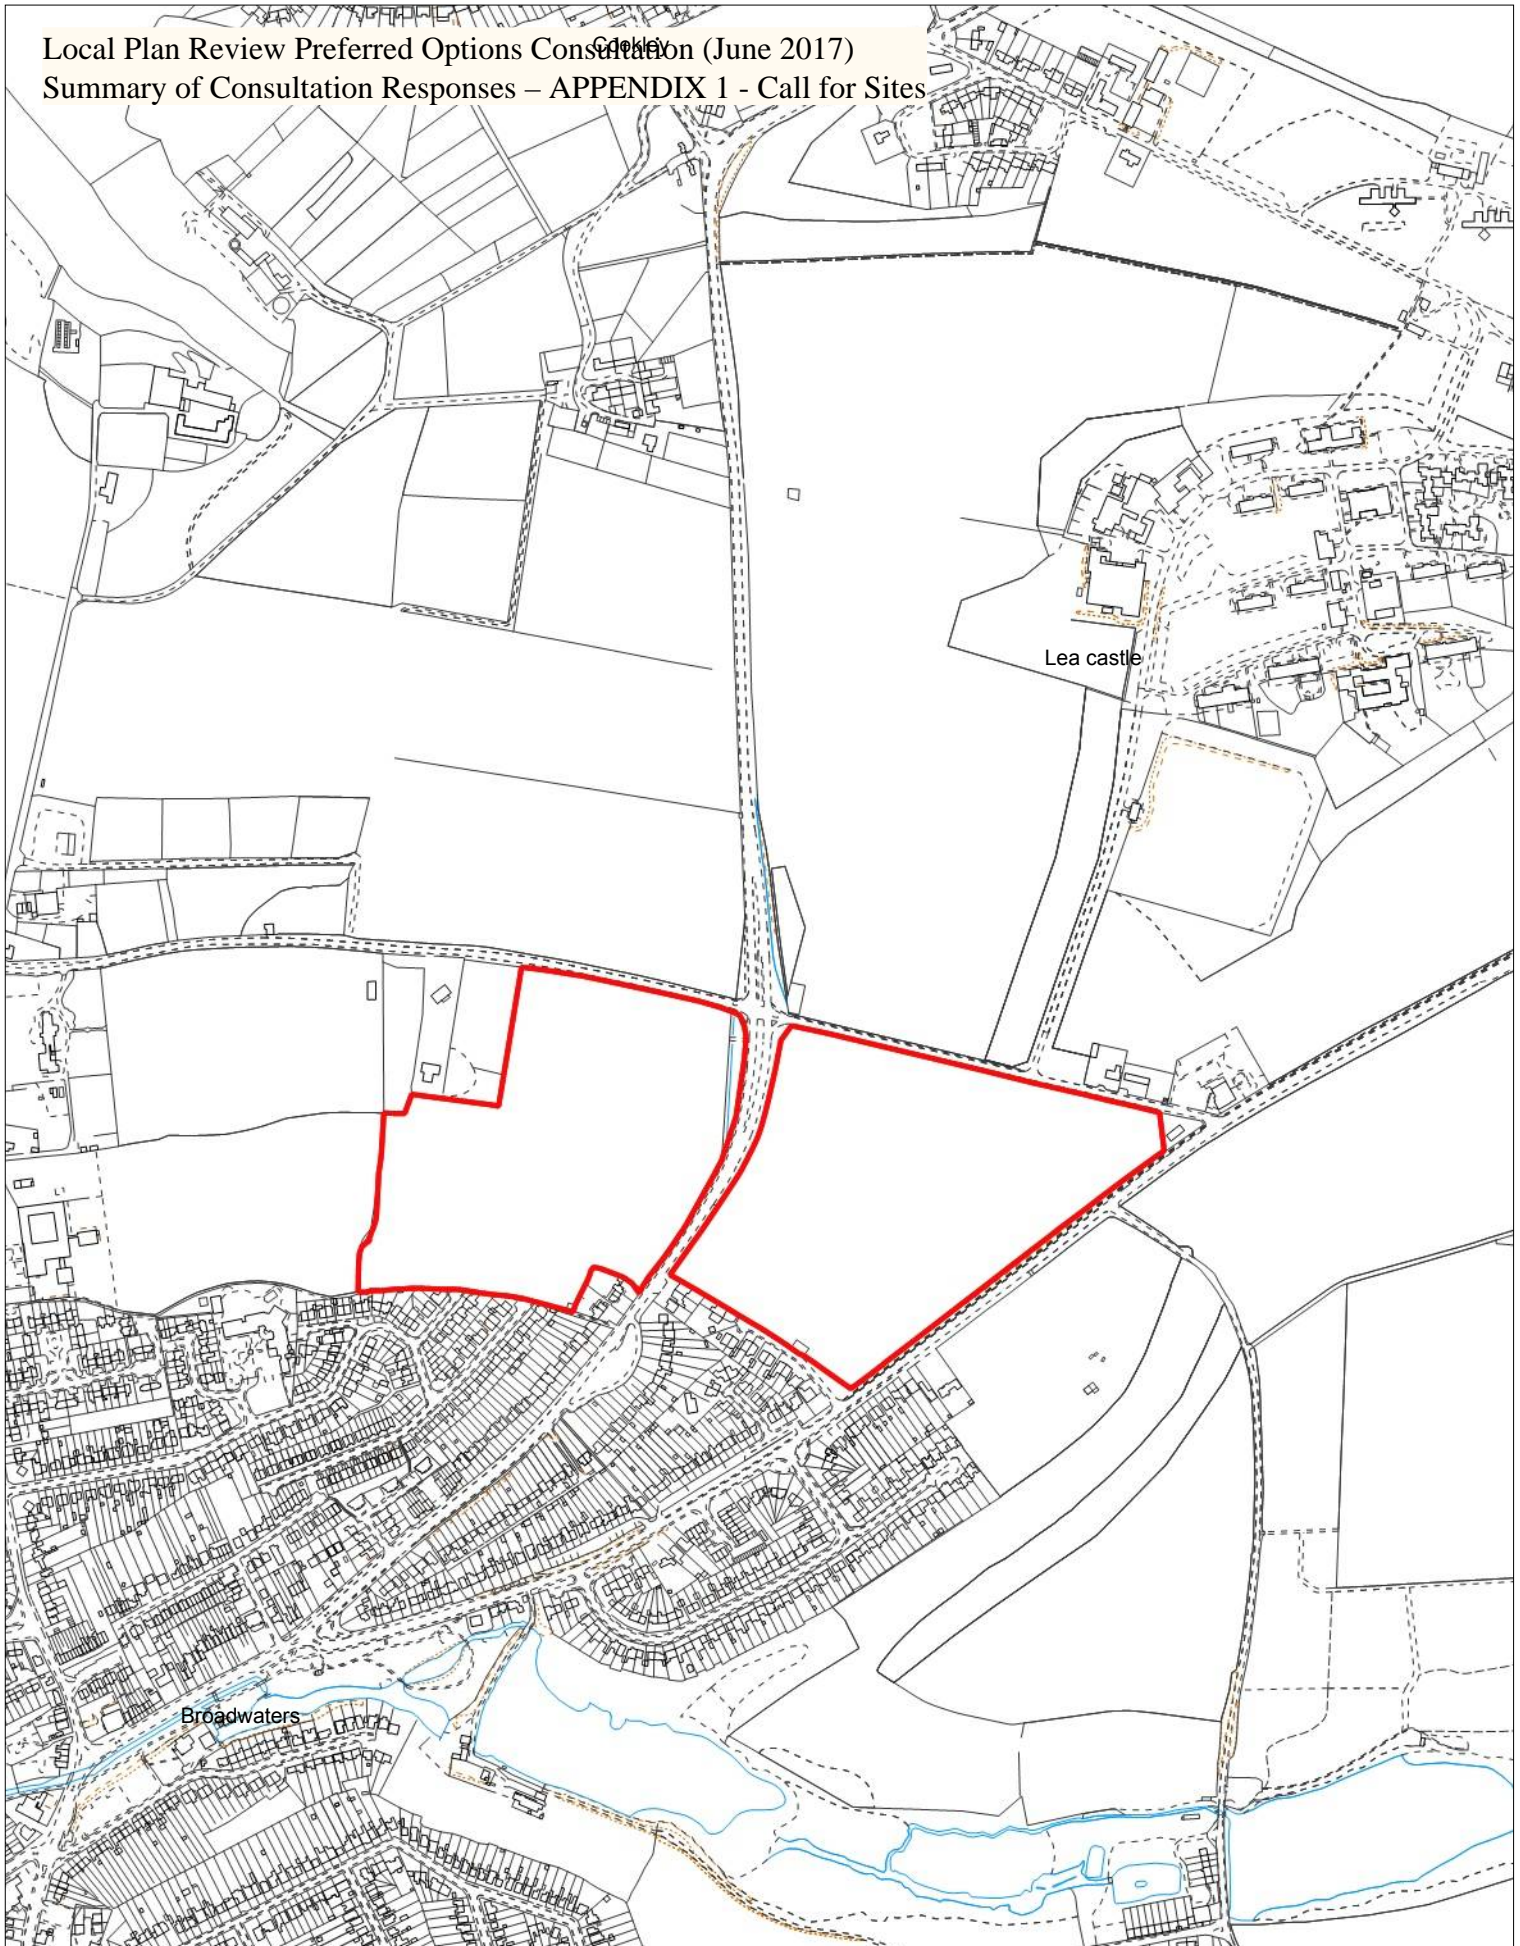 Local Plan Review Preferred Options Consultation (June 2017)
Cookley
Summary of Consultation Responses – APPENDIX 1 - Call for Sites
Lea castle
Broadwaters